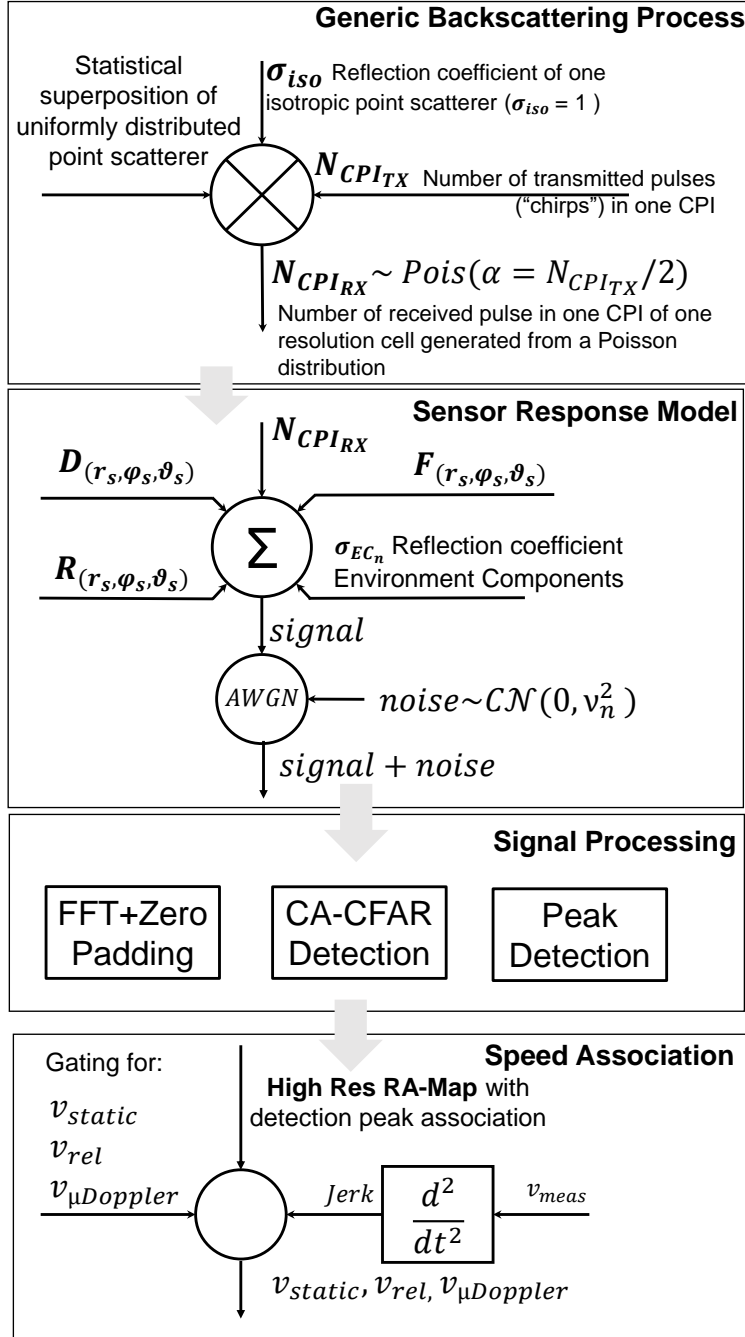 Generic Backscattering Process
Statistical
superposition of
uniformly distributed
point scatterer
σ_iso Reflection coefficient of one
isotropic point scatterer (σ_iso = 1 )
N_CPI_TX Number of transmitted pulses
("chirps") in one CPI
N_CPI_RX ~ Pois(α = N_CPI_TX/2)
Number of received pulse in one CPI of one
resolution cell generated from a Poisson
distribution
Sensor Response Model
N_CPI_RX
D_(r_s,φ_s,ϑ_s)
F_(r_s,φ_s,ϑ_s)
Σ
R_(r_s,φ_s,ϑ_s)
σ_EC_n Reflection coefficient
Environment Components
signal
AWGN
noise~𝒞𝒩(0, ν_n^2)
signal + noise
Signal Processing
FFT+Zero
Padding
CA-CFAR
Detection
Peak
Detection
Speed Association
Gating for:
v_static
v_rel
v_μDoppler
High Res RA-Map with
detection peak association
Jerk
d^2
dt^2
v_meas
v_static, v_rel, v_μDoppler